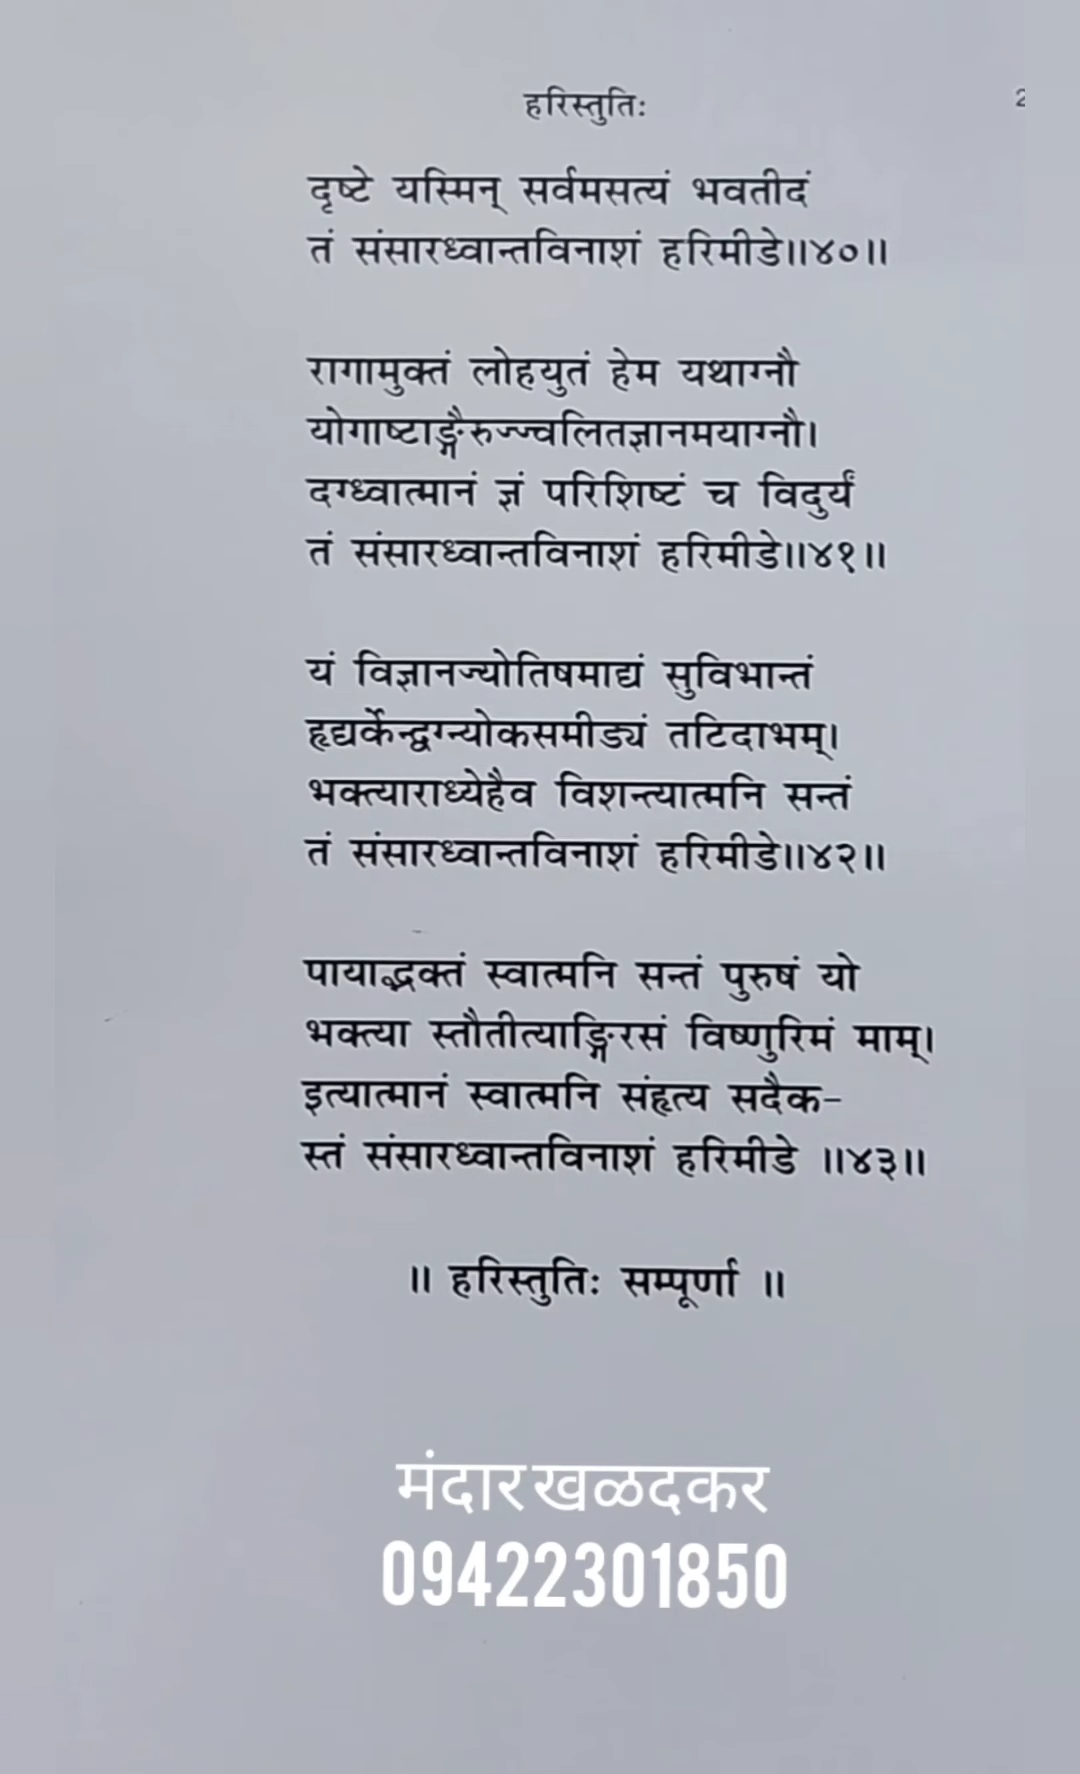 हरिस्तुतिः
2
दृष्टे यस्मिन् सर्वमसत्यं भवतीदं
तं संसारध्वान्तविनाशं हरिमीडे॥४०॥
रागामुक्तं लोहयुतं हेम यथाग्नौ
योगाष्टाङ्गैरुज्ज्वलितज्ञानमयाग्नौ।
दग्ध्वात्मानं ज्ञं परिशिष्टं च विदुर्यं
तं संसारध्वान्तविनाशं हरिमीडे॥४१॥
यं विज्ञानज्योतिषमाद्यं सुविभान्तं
हृद्यर्केन्द्वग्न्योकसमीड्यं तटिदाभम्।
भक्त्याराध्येहैव विशन्त्यात्मनि सन्तं
तं संसारध्वान्तविनाशं हरिमीडे॥४२॥
पायाद्भक्तं स्वात्मनि सन्तं पुरुषं यो
भक्त्या स्तौतीत्याङ्गिरसं विष्णुरिमं माम्।
इत्यात्मानं स्वात्मनि संहृत्य सदैक-
स्तं संसारध्वान्तविनाशं हरिमीडे ॥४३॥
॥ हरिस्तुतिः सम्पूर्णा ॥
मंदार खळदकर
09422301850